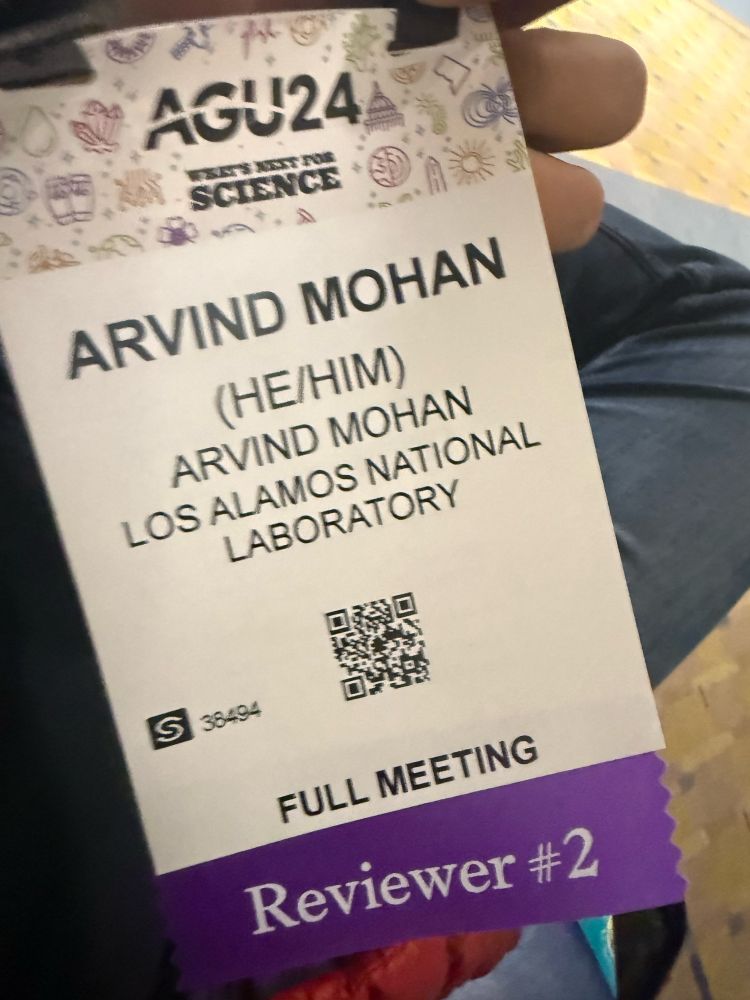 AGU24
WHAT'S NEXT FOR
SCIENCE
ARVIND MOHAN
(HE/HIM)
ARVIND MOHAN
LOS ALAMOS NATIONAL
LABORATORY
S 38494
FULL MEETING
Reviewer #2